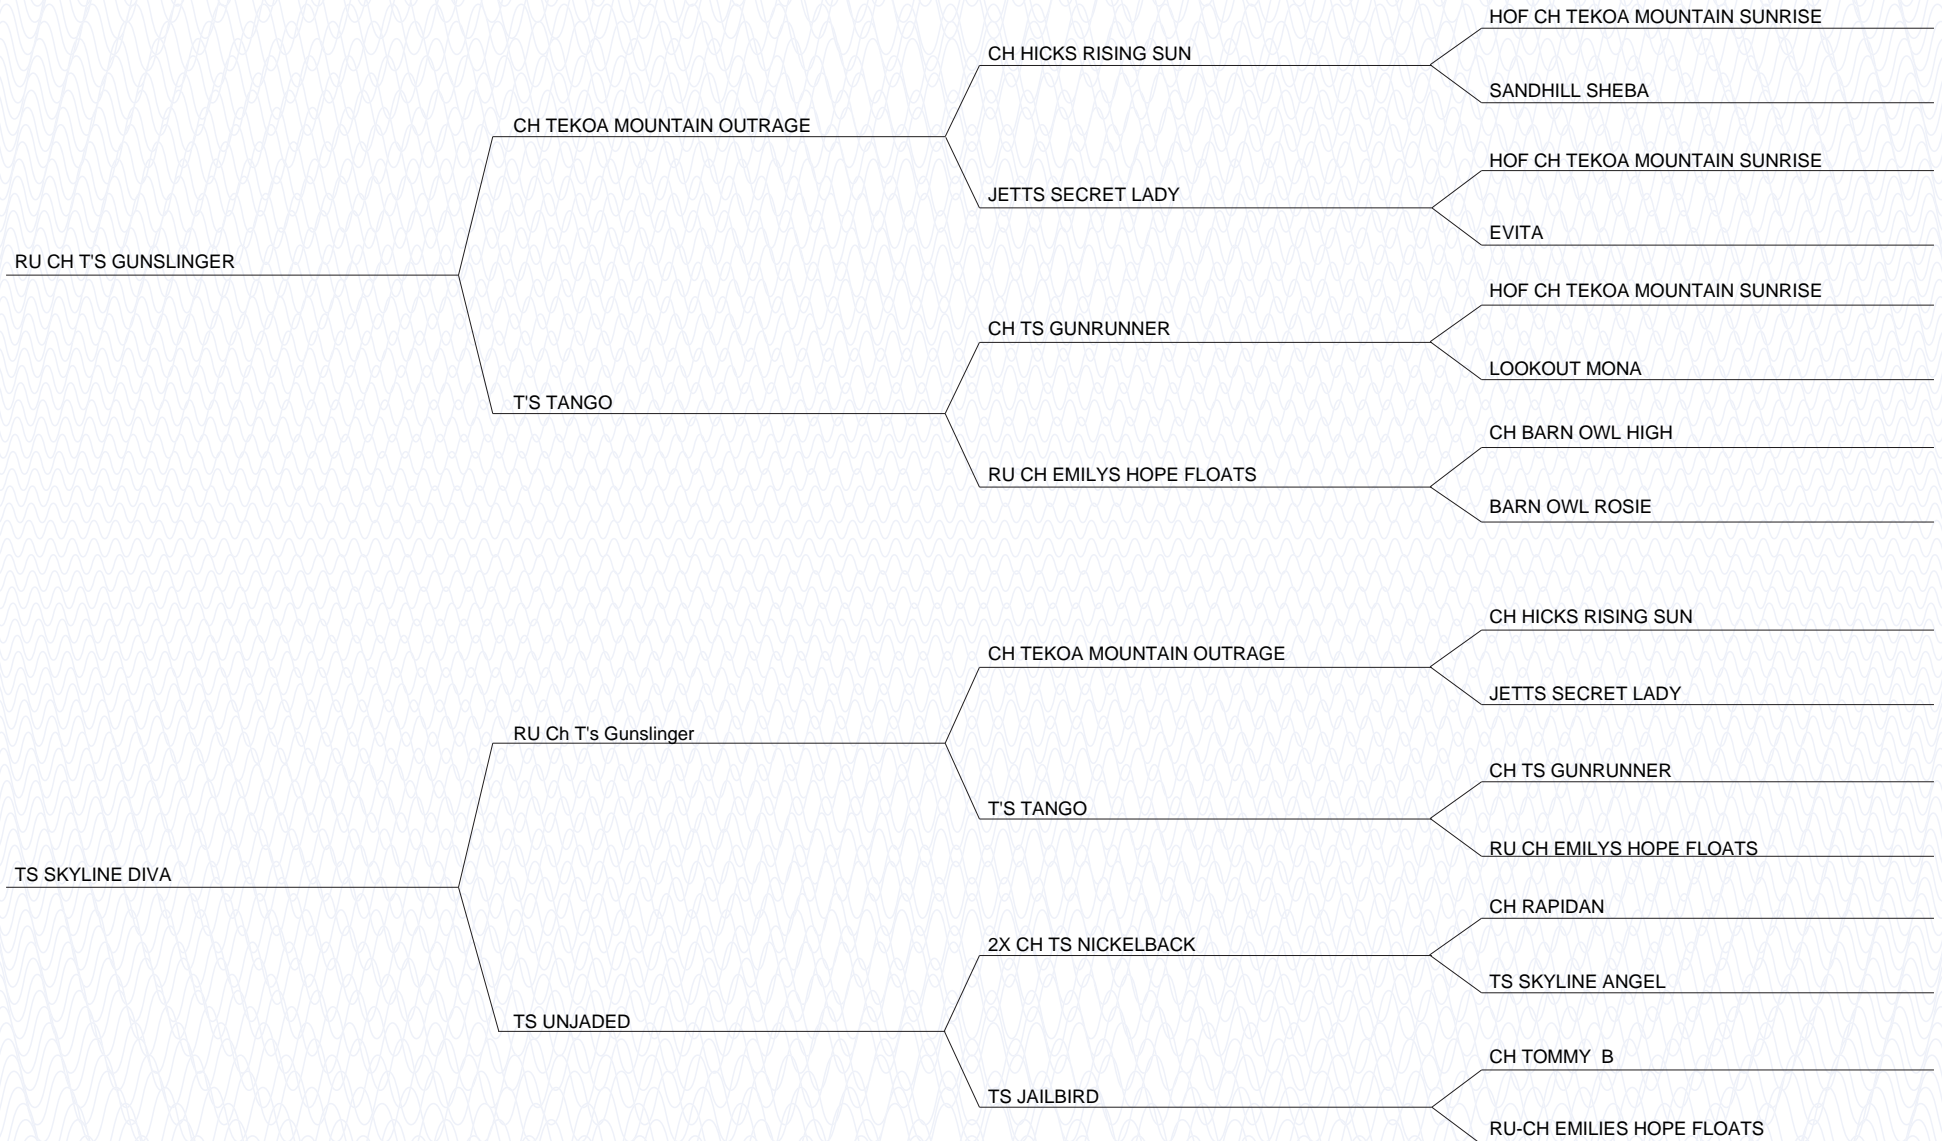 HOF CH TEKOA MOUNTAIN SUNRISE
CH HICKS RISING SUN
SANDHILL SHEBA
CH TEKOA MOUNTAIN OUTRAGE
HOF CH TEKOA MOUNTAIN SUNRISE
JETTS SECRET LADY
EVITA
RU CH T'S GUNSLINGER
HOF CH TEKOA MOUNTAIN SUNRISE
CH TS GUNRUNNER
LOOKOUT MONA
T'S TANGO
CH BARN OWL HIGH
RU CH EMILYS HOPE FLOATS
BARN OWL ROSIE
CH HICKS RISING SUN
CH TEKOA MOUNTAIN OUTRAGE
JETTS SECRET LADY
RU Ch T's Gunslinger
CH TS GUNRUNNER
T'S TANGO
RU CH EMILYS HOPE FLOATS
TS SKYLINE DIVA
CH RAPIDAN
2X CH TS NICKELBACK
TS SKYLINE ANGEL
TS UNJADED
CH TOMMY  B
TS JAILBIRD
RU-CH EMILIES HOPE FLOATS